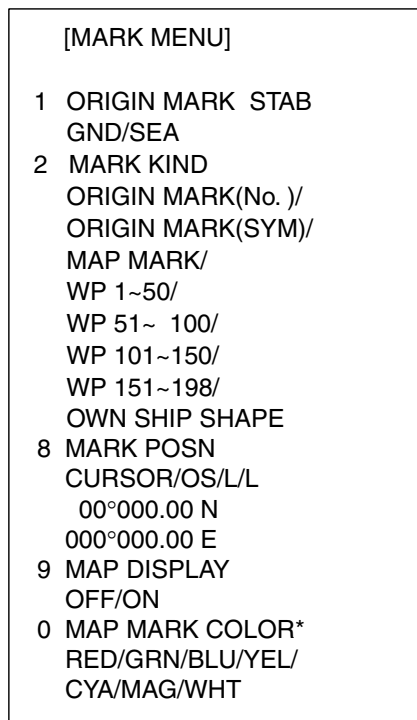 [MARK MENU]
1 ORIGIN MARK STAB
GND/SEA
2 MARK KIND
ORIGIN MARK(No. )/
ORIGIN MARK(SYM)/
MAP MARK/
WP 1~50/
WP 51~ 100/
WP 101~150/
WP 151~198/
OWN SHIP SHAPE
8 MARK POSN
CURSOR/OS/L/L
00°000.00 N
000°000.00 E
9 MAP DISPLAY
OFF/ON
0 MAP MARK COLOR*
RED/GRN/BLU/YEL/
CYA/MAG/WHT